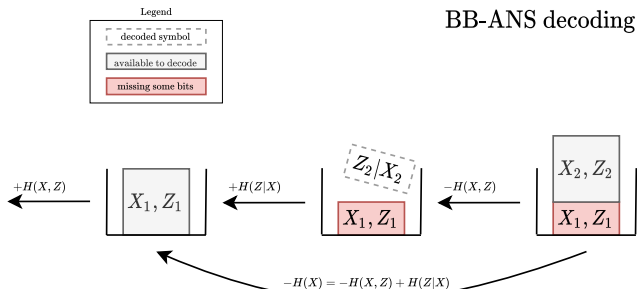 Legend
BB-ANS decoding
decoded symbol
available to decode
missing some bits
+H(X, Z)
X₁, Z₁
+H(Z|X)
Z₂|X₂
X₁, Z₁
−H(X, Z)
X₂, Z₂
X₁, Z₁
−H(X) = −H(X, Z) + H(Z|X)